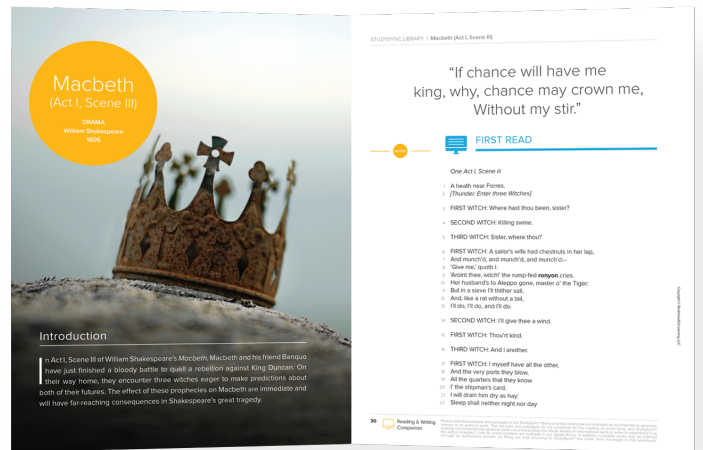 Macbeth
(Act I, Scene III)
DRAMA
William Shakespeare
1606
Introduction
In Act I, Scene III of William Shakespeare's Macbeth, Macbeth and his friend Banquo
have just finished a bloody battle to quell a rebellion against King Duncan. On
their way home, they encounter three witches eager to make predictions about
both of their futures. The effect of these prophecies on Macbeth are immediate and
will have far-reaching consequences in Shakespeare's great tragedy.
STUDYSYNC LIBRARY | Macbeth (Act I, Scene III)
“If chance will have me
king, why, chance may crown me,
Without my stir.”
FIRST READ
One Act I, Scene iii
1 A heath near Forres.
2 [Thunder. Enter three Witches]
3 FIRST WITCH: Where hast thou been, sister?
4 SECOND WITCH: Killing swine.
5 THIRD WITCH: Sister, where thou?
6 FIRST WITCH: A sailor's wife had chestnuts in her lap,
7 And munch'd, and munch'd, and munch'd:--
8 'Give me,' quoth I:
9 'Aroint thee, witch!' the rump-fed ronyon cries.
10 Her husband's to Aleppo gone, master o' the Tiger:
11 But in a sieve I'll thither sail,
12 And, like a rat without a tail,
13 I'll do, I'll do, and I'll do.
14 SECOND WITCH: I'll give thee a wind.
15 FIRST WITCH: Thou'rt kind.
16 THIRD WITCH: And I another.
17 FIRST WITCH: I myself have all the other,
18 And the very ports they blow,
19 All the quarters that they know
20 I' the shipman's card.
21 I will drain him dry as hay:
22 Sleep shall neither night nor day
90
Reading & Writing
Companion